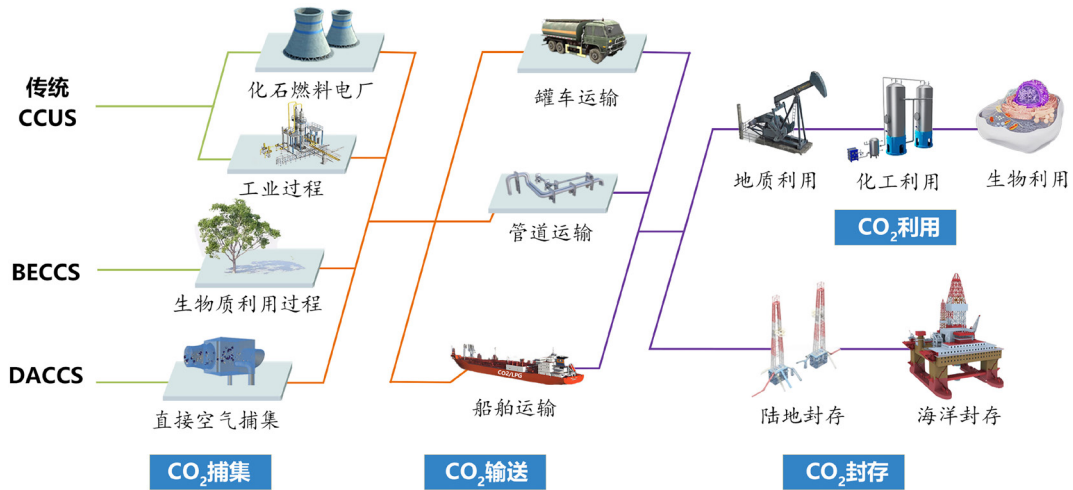 传统
CCUS
化石燃料电厂
工业过程
BECCS
生物质利用过程
DACCS
直接空气捕集
CO₂捕集
罐车运输
管道运输
CO2/LPG
船舶运输
CO₂输送
地质利用
化工利用
生物利用
CO₂利用
陆地封存
海洋封存
CO₂封存